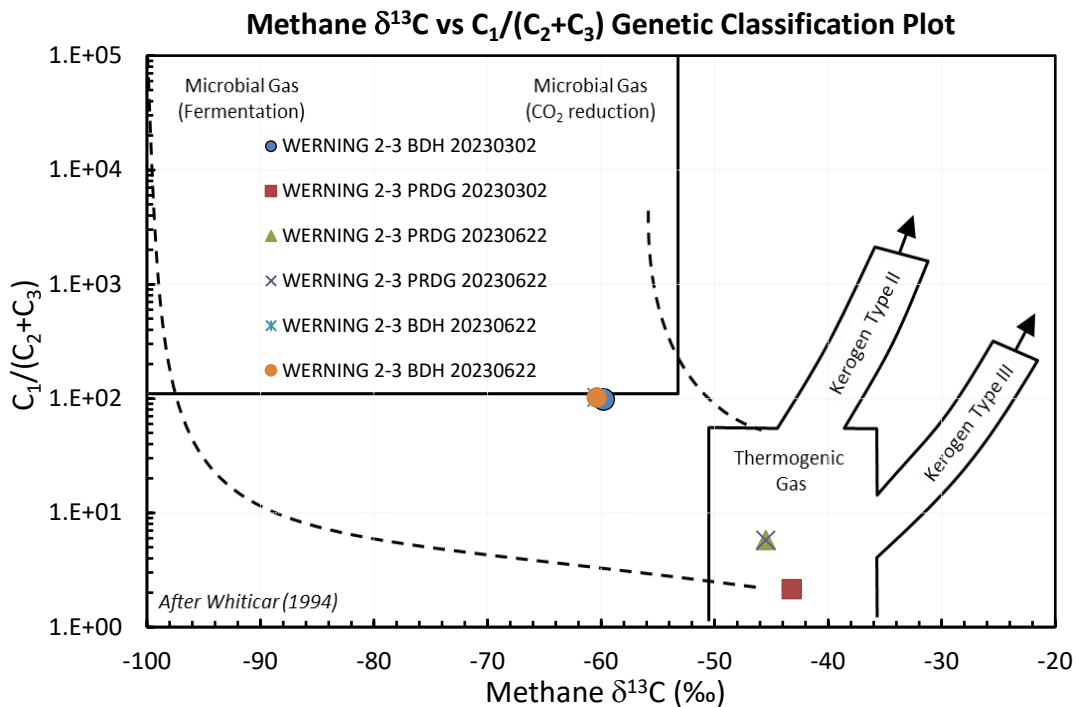 Methane δ¹³C vs C₁/(C₂+C₃) Genetic Classification Plot
1.E+05
1.E+04
1.E+03
1.E+02
1.E+01
1.E+00
C₁/(C₂+C₃)
Microbial Gas
(Fermentation)
Microbial Gas
(CO₂ reduction)
WERNING 2-3 BDH 20230302
WERNING 2-3 PRDG 20230302
WERNING 2-3 PRDG 20230622
WERNING 2-3 PRDG 20230622
WERNING 2-3 BDH 20230622
WERNING 2-3 BDH 20230622
Kerogen Type II
Kerogen Type III
Thermogenic
Gas
After Whiticar (1994)
-100 -90 -80 -70 -60 -50 -40 -30 -20
Methane δ¹³C (‰)